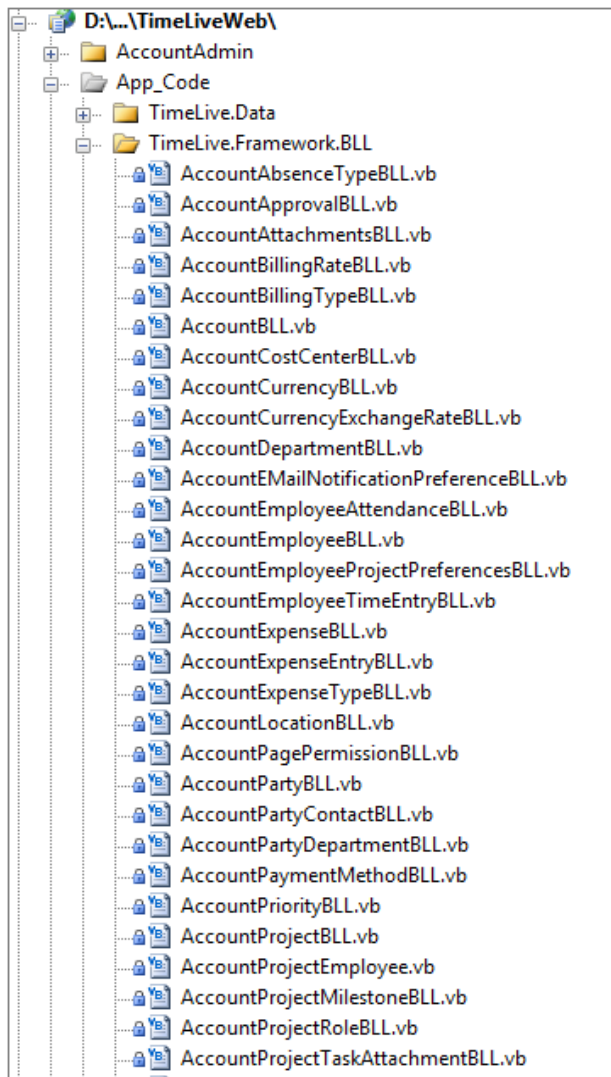 D:\...\TimeLiveWeb\
AccountAdmin
App_Code
TimeLive.Data
TimeLive.Framework.BLL
AccountAbsenceTypeBLL.vb
AccountApprovalBLL.vb
AccountAttachmentsBLL.vb
AccountBillingRateBLL.vb
AccountBillingTypeBLL.vb
AccountBLL.vb
AccountCostCenterBLL.vb
AccountCurrencyBLL.vb
AccountCurrencyExchangeRateBLL.vb
AccountDepartmentBLL.vb
AccountEMailNotificationPreferenceBLL.vb
AccountEmployeeAttendanceBLL.vb
AccountEmployeeBLL.vb
AccountEmployeeProjectPreferencesBLL.vb
AccountEmployeeTimeEntryBLL.vb
AccountExpenseBLL.vb
AccountExpenseEntryBLL.vb
AccountExpenseTypeBLL.vb
AccountLocationBLL.vb
AccountPagePermissionBLL.vb
AccountPartyBLL.vb
AccountPartyContactBLL.vb
AccountPartyDepartmentBLL.vb
AccountPaymentMethodBLL.vb
AccountPriorityBLL.vb
AccountProjectBLL.vb
AccountProjectEmployee.vb
AccountProjectMilestoneBLL.vb
AccountProjectRoleBLL.vb
AccountProjectTaskAttachmentBLL.vb